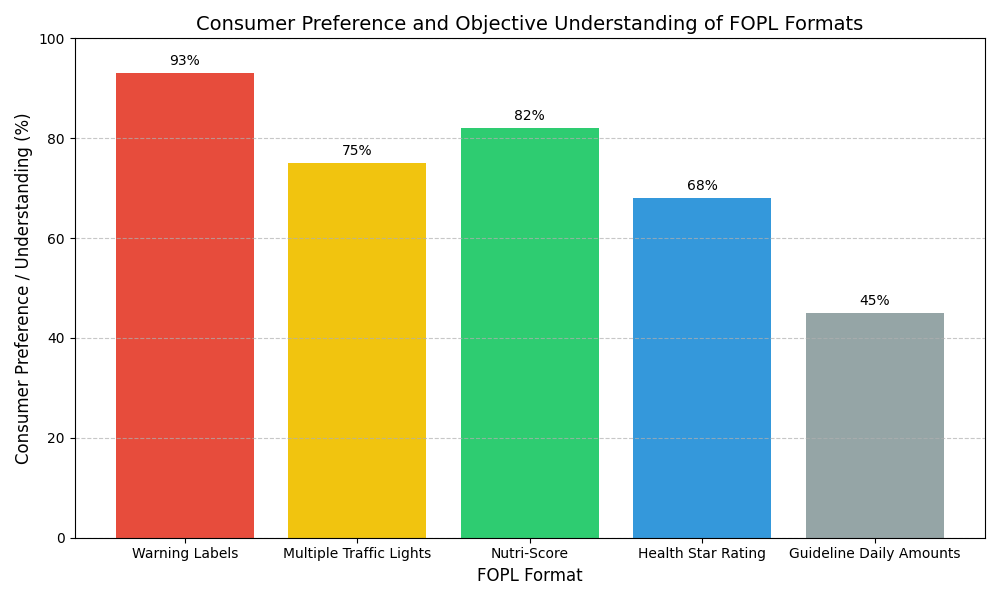 Consumer Preference and Objective Understanding of FOPL Formats
Consumer Preference / Understanding (%)
100
80
60
40
20
0
93%
75%
82%
68%
45%
Warning Labels
Multiple Traffic Lights
Nutri-Score
Health Star Rating
Guideline Daily Amounts
FOPL Format